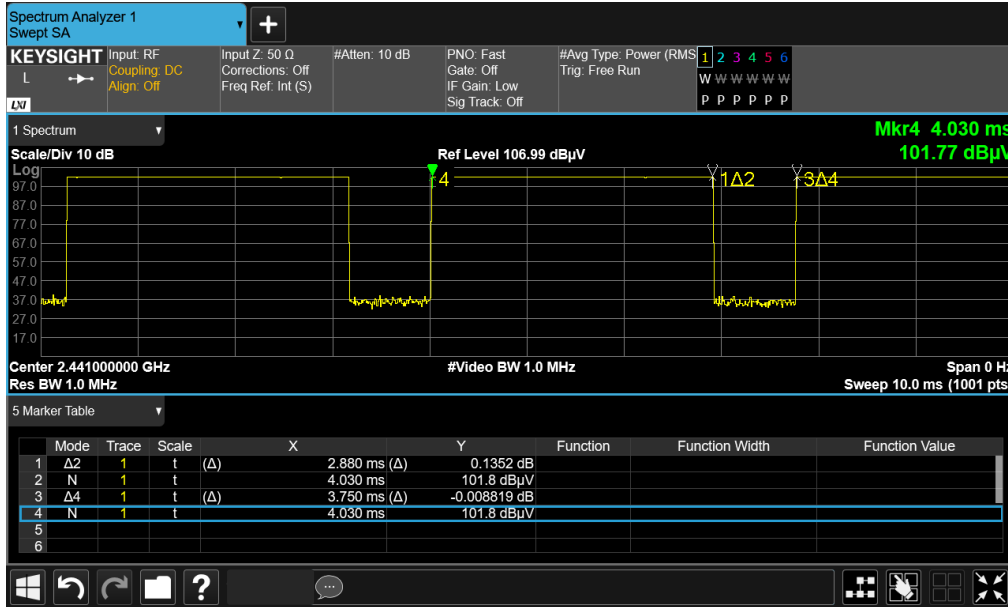 Spectrum Analyzer 1
Swept SA
KEYSIGHT Input: RF Input Z: 50 Ω #Atten: 10 dB PNO: Fast #Avg Type: Power (RMS 1 2 3 4 5 6
L Coupling: DC Corrections: Off Gate: Off Trig: Free Run W W W W W W
Align: Off Freq Ref: Int (S) IF Gain: Low P P P P P P
LXI Sig Track: Off
1 Spectrum Mkr4 4.030 ms
Scale/Div 10 dB Ref Level 106.99 dBµV 101.77 dBµV
Log
4 1Δ2 3Δ4
97.0
87.0
77.0
67.0
57.0
47.0
37.0
27.0
17.0
Center 2.441000000 GHz #Video BW 1.0 MHz Span 0 Hz
Res BW 1.0 MHz Sweep 10.0 ms (1001 pts
5 Marker Table
Mode Trace Scale X Y Function Function Width Function Value
1 Δ2 1 t (Δ) 2.880 ms (Δ) 0.1352 dB
2 N 1 t 4.030 ms 101.8 dBµV
3 Δ4 1 t (Δ) 3.750 ms (Δ) -0.008819 dB
4 N 1 t 4.030 ms 101.8 dBµV
5
6
?